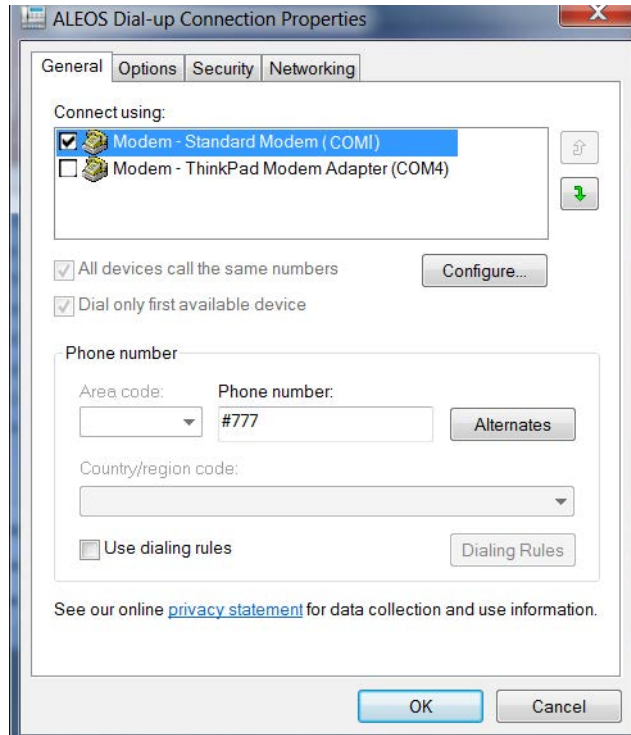 ALEOS Dial-up Connection Properties
General Options Security Networking
Connect using:
Modem - Standard Modem (COMI)
Modem - ThinkPad Modem Adapter (COM4)
All devices call the same numbers
Configure...
Dial only first available device
Phone number
Area code: Phone number:
#777
Alternates
Country/region code:
Use dialing rules
Dialing Rules
See our online privacy statement for data collection and use information.
OK Cancel